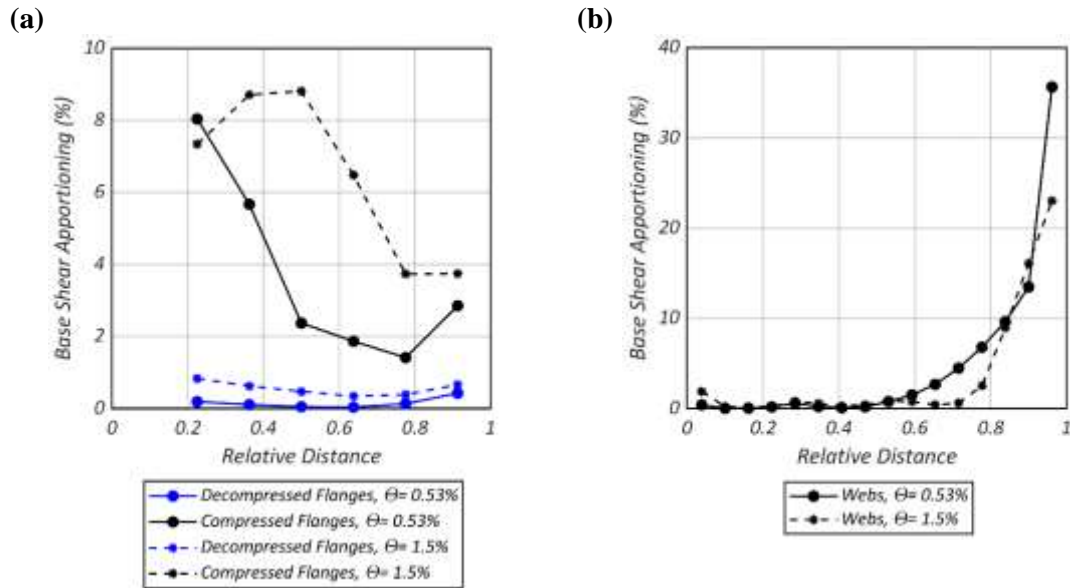 (a)
Base Shear Apportioning (%)
10
8
6
4
2
0
0 0.2 0.4 0.6 0.8 1
Relative Distance
Decompressed Flanges, Θ= 0.53%
Compressed Flanges, Θ= 0.53%
Decompressed Flanges, Θ= 1.5%
Compressed Flanges, Θ= 1.5%
(b)
Base Shear Apportioning (%)
40
30
20
10
0
0 0.2 0.4 0.6 0.8 1
Relative Distance
Webs, Θ= 0.53%
Webs, Θ= 1.5%